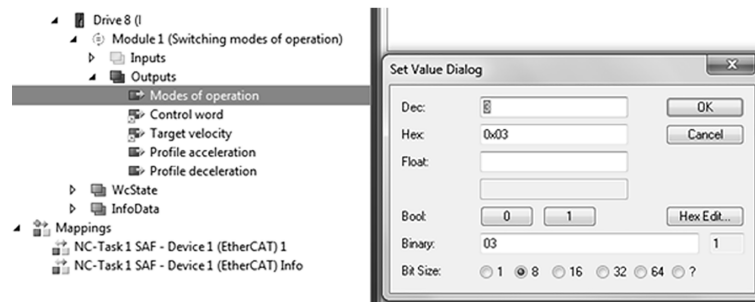 Drive 8 (l
Module 1 (Switching modes of operation)
Inputs
Outputs
Modes of operation
Control word
Target velocity
Profile acceleration
Profile deceleration
WcState
InfoData
Mappings
NC-Task 1 SAF - Device 1 (EtherCAT) 1
NC-Task 1 SAF - Device 1 (EtherCAT) Info
Set Value Dialog
Dec:
OK
Hex: 0x03 Cancel
Float:
Bool: 0 1 Hex Edit...
Binary: 03 1
Bit Size: 1 8 16 32 64 ?